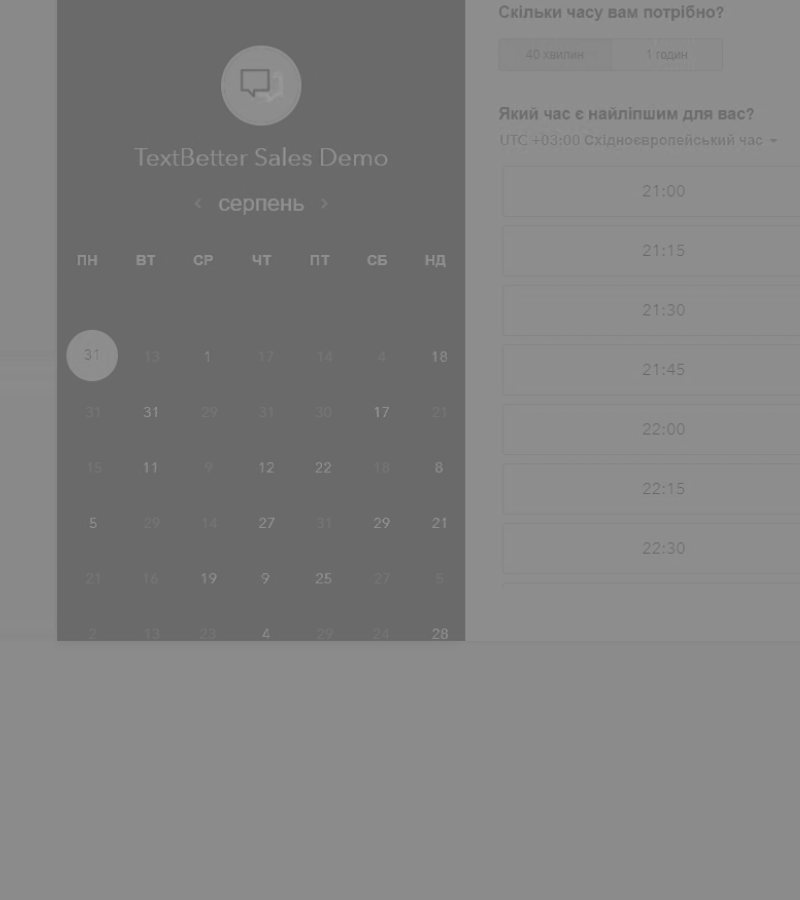 TextBetter Sales Demo
‹ серпень ›
ПН ВТ СР ЧТ ПТ СБ НД
31 13 1 17 14 4 18
31 31 29 31 30 17 21
15 11 9 12 22 18 8
5 29 14 27 31 29 21
21 16 19 9 25 27 5
2 13 23 4 29 24 28
Скільки часу вам потрібно?
40 хвилин 1 годин
Який час є найліпшим для вас?
UTC +03:00 Східноєвропейський час
21:00
21:15
21:30
21:45
22:00
22:15
22:30